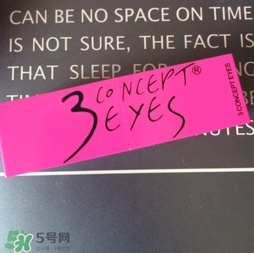 CAN BE NO SPACE ON TIME
IS NOT SURE, THE FACT IS
THAT SLEEP FOR
3 CONCEPT®
EYES
3 CONCEPT EYES
5号网